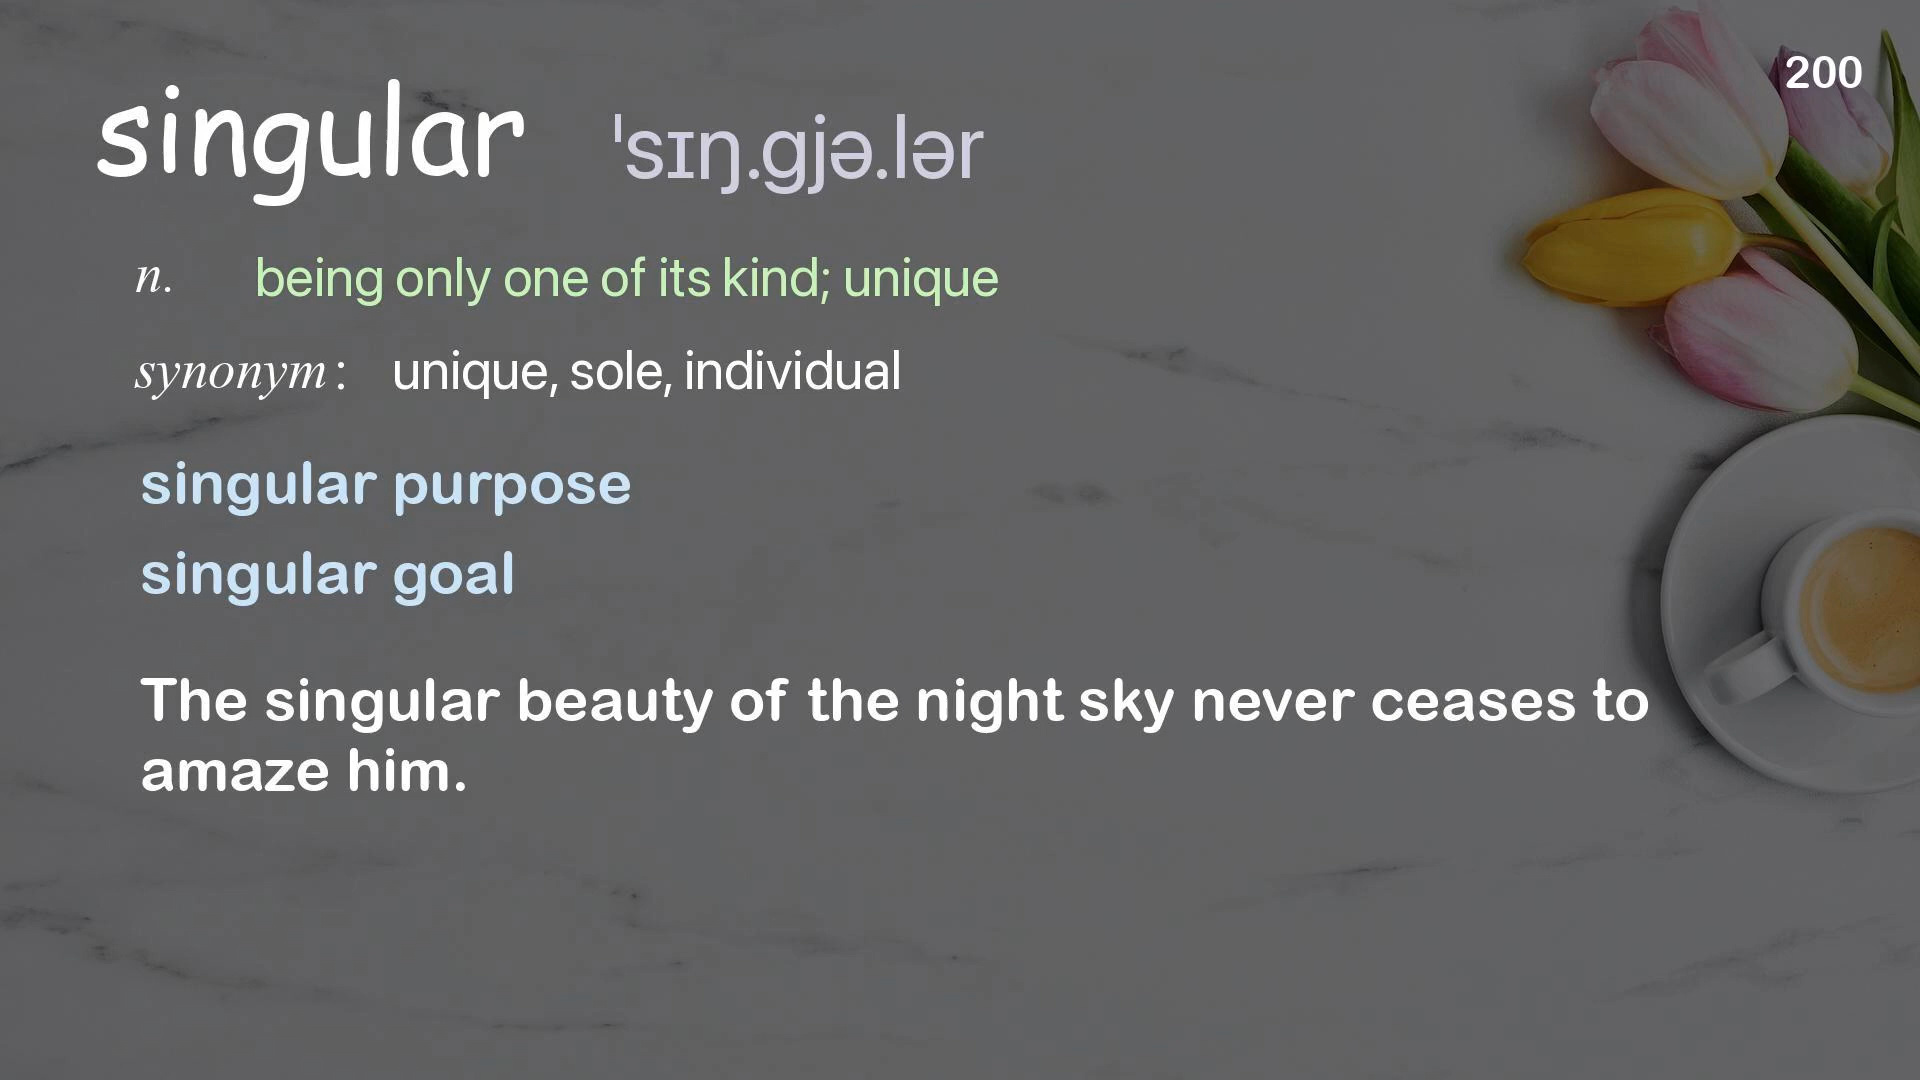 200
singular ˈsɪŋ.gjə.lər
n. being only one of its kind; unique
synonym: unique, sole, individual
singular purpose
singular goal
The singular beauty of the night sky never ceases to
amaze him.